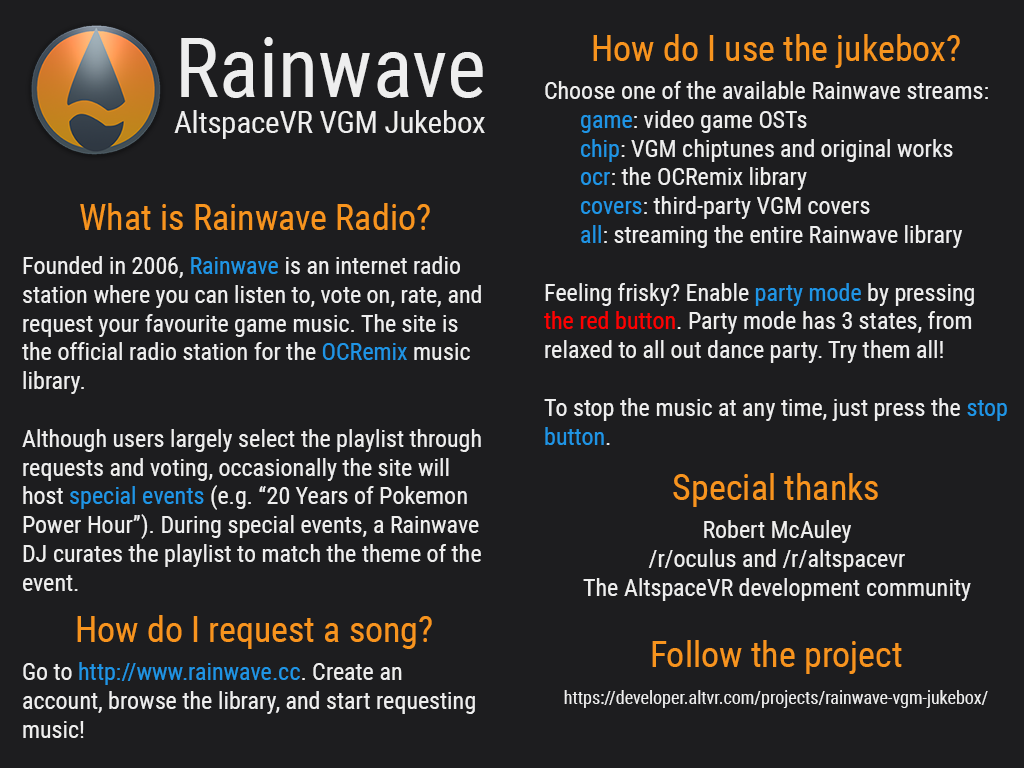 Rainwave
AltspaceVR VGM Jukebox
What is Rainwave Radio?
Founded in 2006, Rainwave is an internet radio
station where you can listen to, vote on, rate, and
request your favourite game music. The site is
the official radio station for the OCRemix music
library.
Although users largely select the playlist through
requests and voting, occasionally the site will
host special events (e.g. “20 Years of Pokemon
Power Hour”). During special events, a Rainwave
DJ curates the playlist to match the theme of the
event.
How do I request a song?
Go to http://www.rainwave.cc. Create an
account, browse the library, and start requesting
music!
How do I use the jukebox?
Choose one of the available Rainwave streams:
game: video game OSTs
chip: VGM chiptunes and original works
ocr: the OCRemix library
covers: third-party VGM covers
all: streaming the entire Rainwave library
Feeling frisky? Enable party mode by pressing
the red button. Party mode has 3 states, from
relaxed to all out dance party. Try them all!
To stop the music at any time, just press the stop
button.
Special thanks
Robert McAuley
/r/oculus and /r/altspacevr
The AltspaceVR development community
Follow the project
https://developer.altvr.com/projects/rainwave-vgm-jukebox/